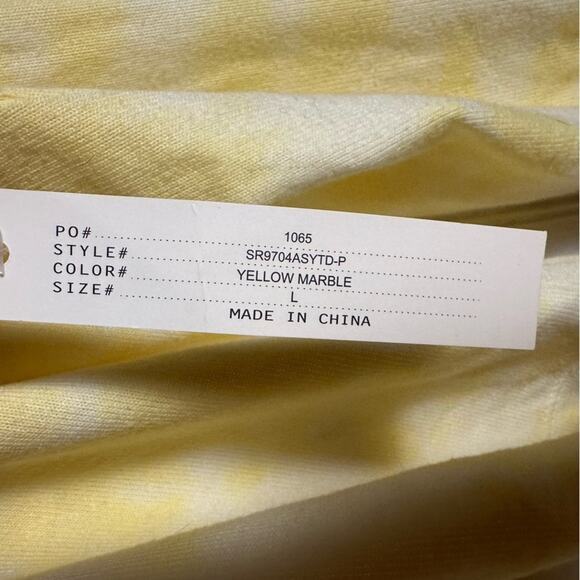 PO# 1065
STYLE# SR9704ASYTD-P
COLOR# YELLOW MARBLE
SIZE# L
MADE IN CHINA